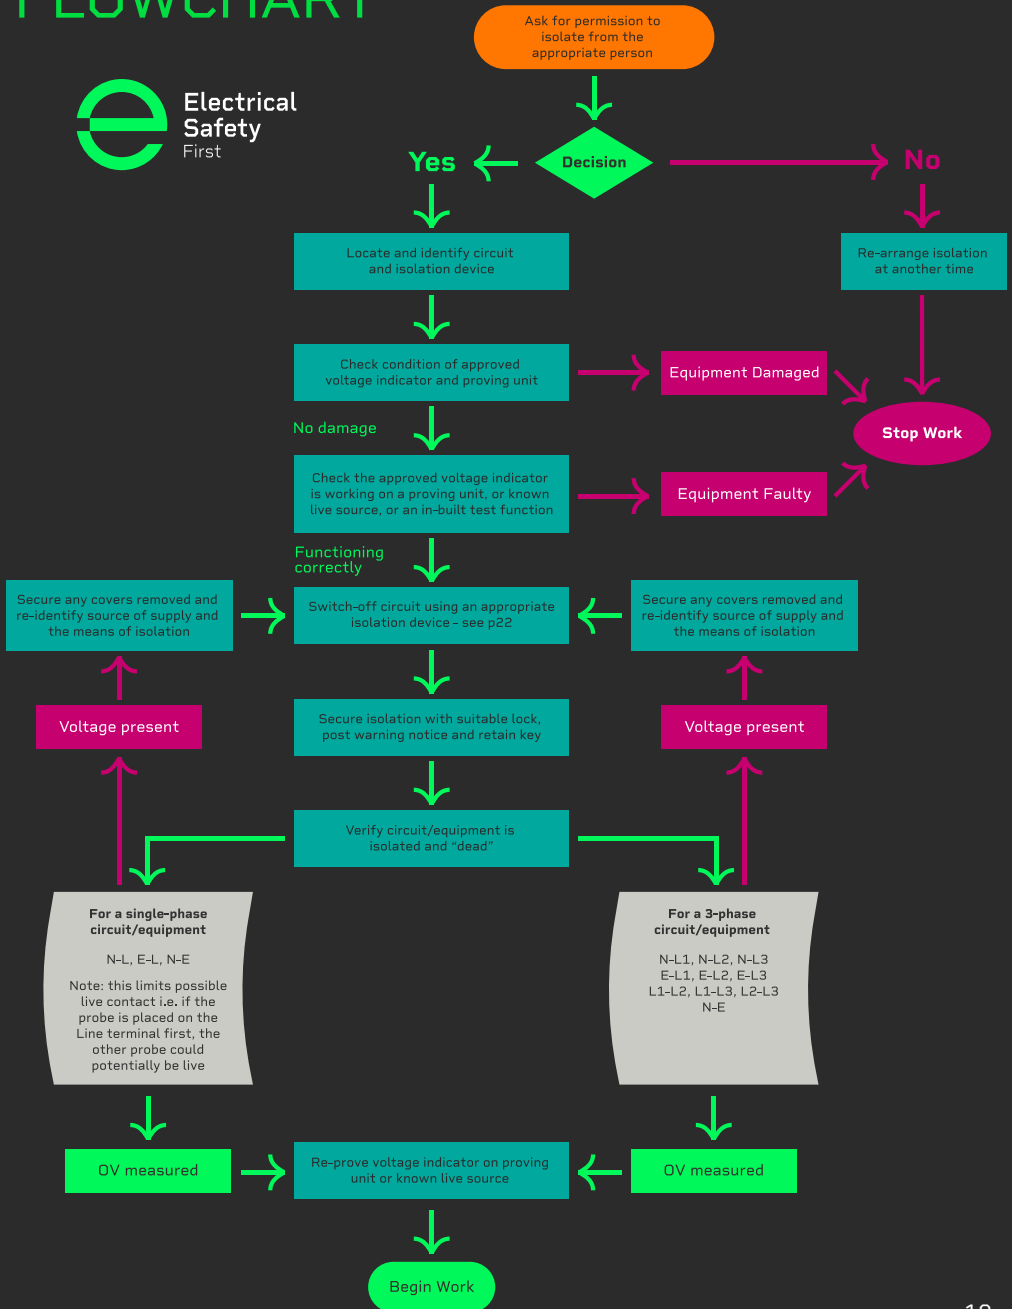 FLOWCHART
Ask for permission to
isolate from the
appropriate person
Electrical
Safety
First
Yes
Decision
No
Locate and identify circuit
and isolation device
Re-arrange isolation
at another time
Check condition of approved
voltage indicator and proving unit
Equipment Damaged
No damage
Stop Work
Check the approved voltage indicator
is working on a proving unit, or known
live source, or an in-built test function
Equipment Faulty
Functioning
correctly
Secure any covers removed and
re-identify source of supply and
the means of isolation
Switch-off circuit using an appropriate
isolation device - see p22
Secure any covers removed and
re-identify source of supply and
the means of isolation
Voltage present
Secure isolation with suitable lock,
post warning notice and retain key
Voltage present
Verify circuit/equipment is
isolated and “dead”
For a single-phase
circuit/equipment
N-L, E-L, N-E
Note: this limits possible
live contact i.e. if the
probe is placed on the
Line terminal first, the
other probe could
potentially be live
For a 3-phase
circuit/equipment
N-L1, N-L2, N-L3
E-L1, E-L2, E-L3
L1-L2, L1-L3, L2-L3
N-E
OV measured
Re-prove voltage indicator on proving
unit or known live source
OV measured
Begin Work